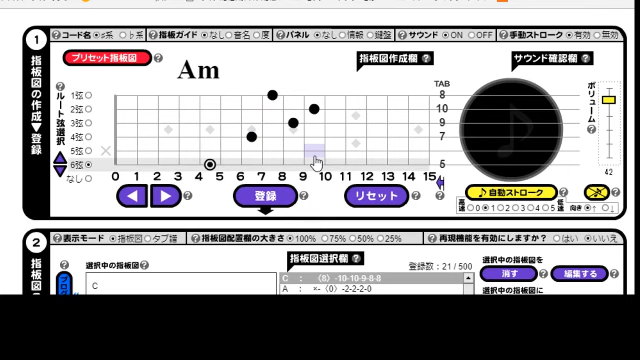 1 ?コード名 ◉♯系 ○♭系 ?指板ガイド ◉なし○音名○度 ?パネル ◉なし○情報○鍵盤 ?サウンド ◉ON ○OFF ?手動ストローク ◉有効○無効
指板図の作成▼登録
プリセット指板図 ?
Am
指板図作成欄 ?
サウンド確認欄 ?
?ルート弦選択
TAB
ボリューム ?
1弦○ 8
2弦○ 10
3弦○ 9
4弦○ 7
5弦○ ×
6弦◉ 5
なし○
42
0 1 2 3 4 5 6 7 8 9 10 11 12 13 14 15
◀ ▶ ? 登録 ? リセット ? ?
♪自動ストローク ?
高速 ○0◉1○2○3○4○5 低速 向き◉↑ ○↓
2 ?表示モード ◉指板図○タブ譜 ?指板図配置欄の大きさ ◉100% ○75%○50%○25% ?再現機能を有効にしますか? ○はい ◉いいえ
指板図
?
選択中の指板図?
指板図選択欄 ?
登録数：21 / 500
選択中の指板図を
消す ? 編集する ?
選択中の指板図に
C
C : （8）-10-10-9-8-8
A : ×-（0）-2-2-2-0